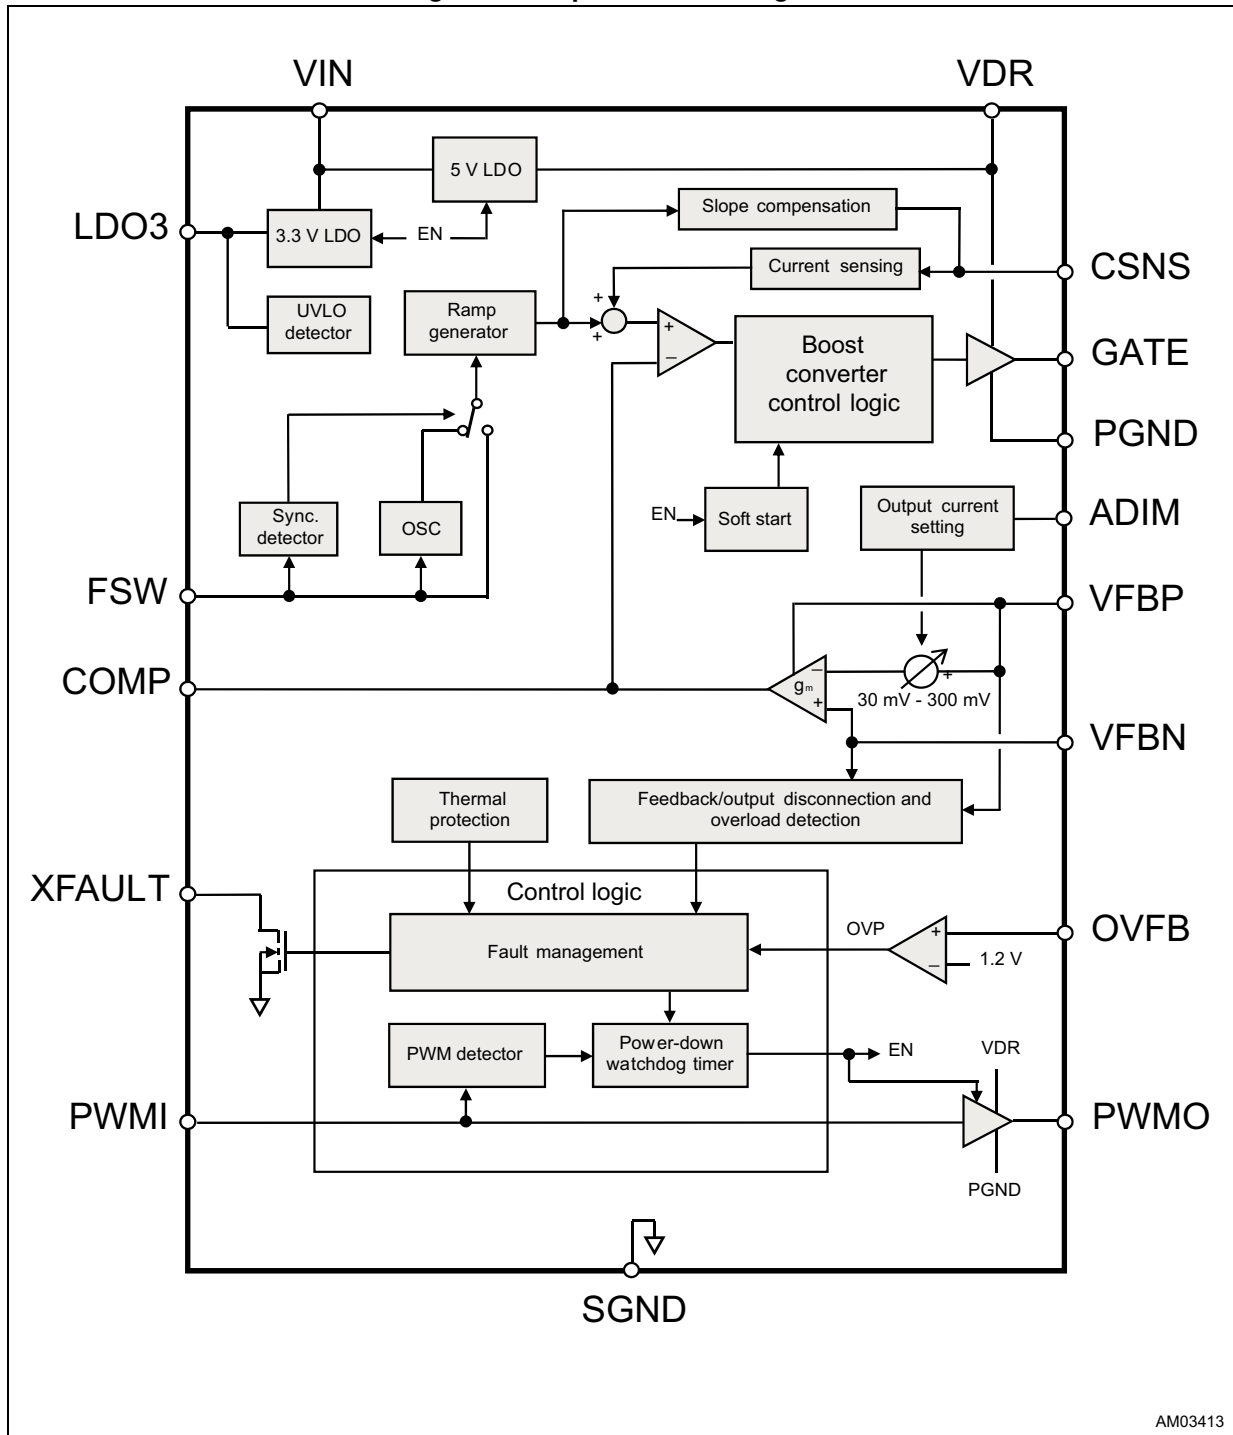 VIN
VDR
5 V LDO
Slope compensation
LDO3
3.3 V LDO
EN
Current sensing
CSNS
UVLO
detector
Ramp
generator
+
+
+
–
Boost
converter
control logic
GATE
PGND
Sync.
detector
OSC
EN
Soft start
Output current
setting
ADIM
FSW
VFBP
COMP
–
gm
+
+
30 mV - 300 mV
VFBN
Thermal
protection
Feedback/output disconnection and
overload detection
XFAULT
Control logic
Fault management
OVP
+
–
1.2 V
OVFB
PWM detector
Power-down
watchdog timer
EN
VDR
PWMI
PWMO
PGND
SGND
AM03413